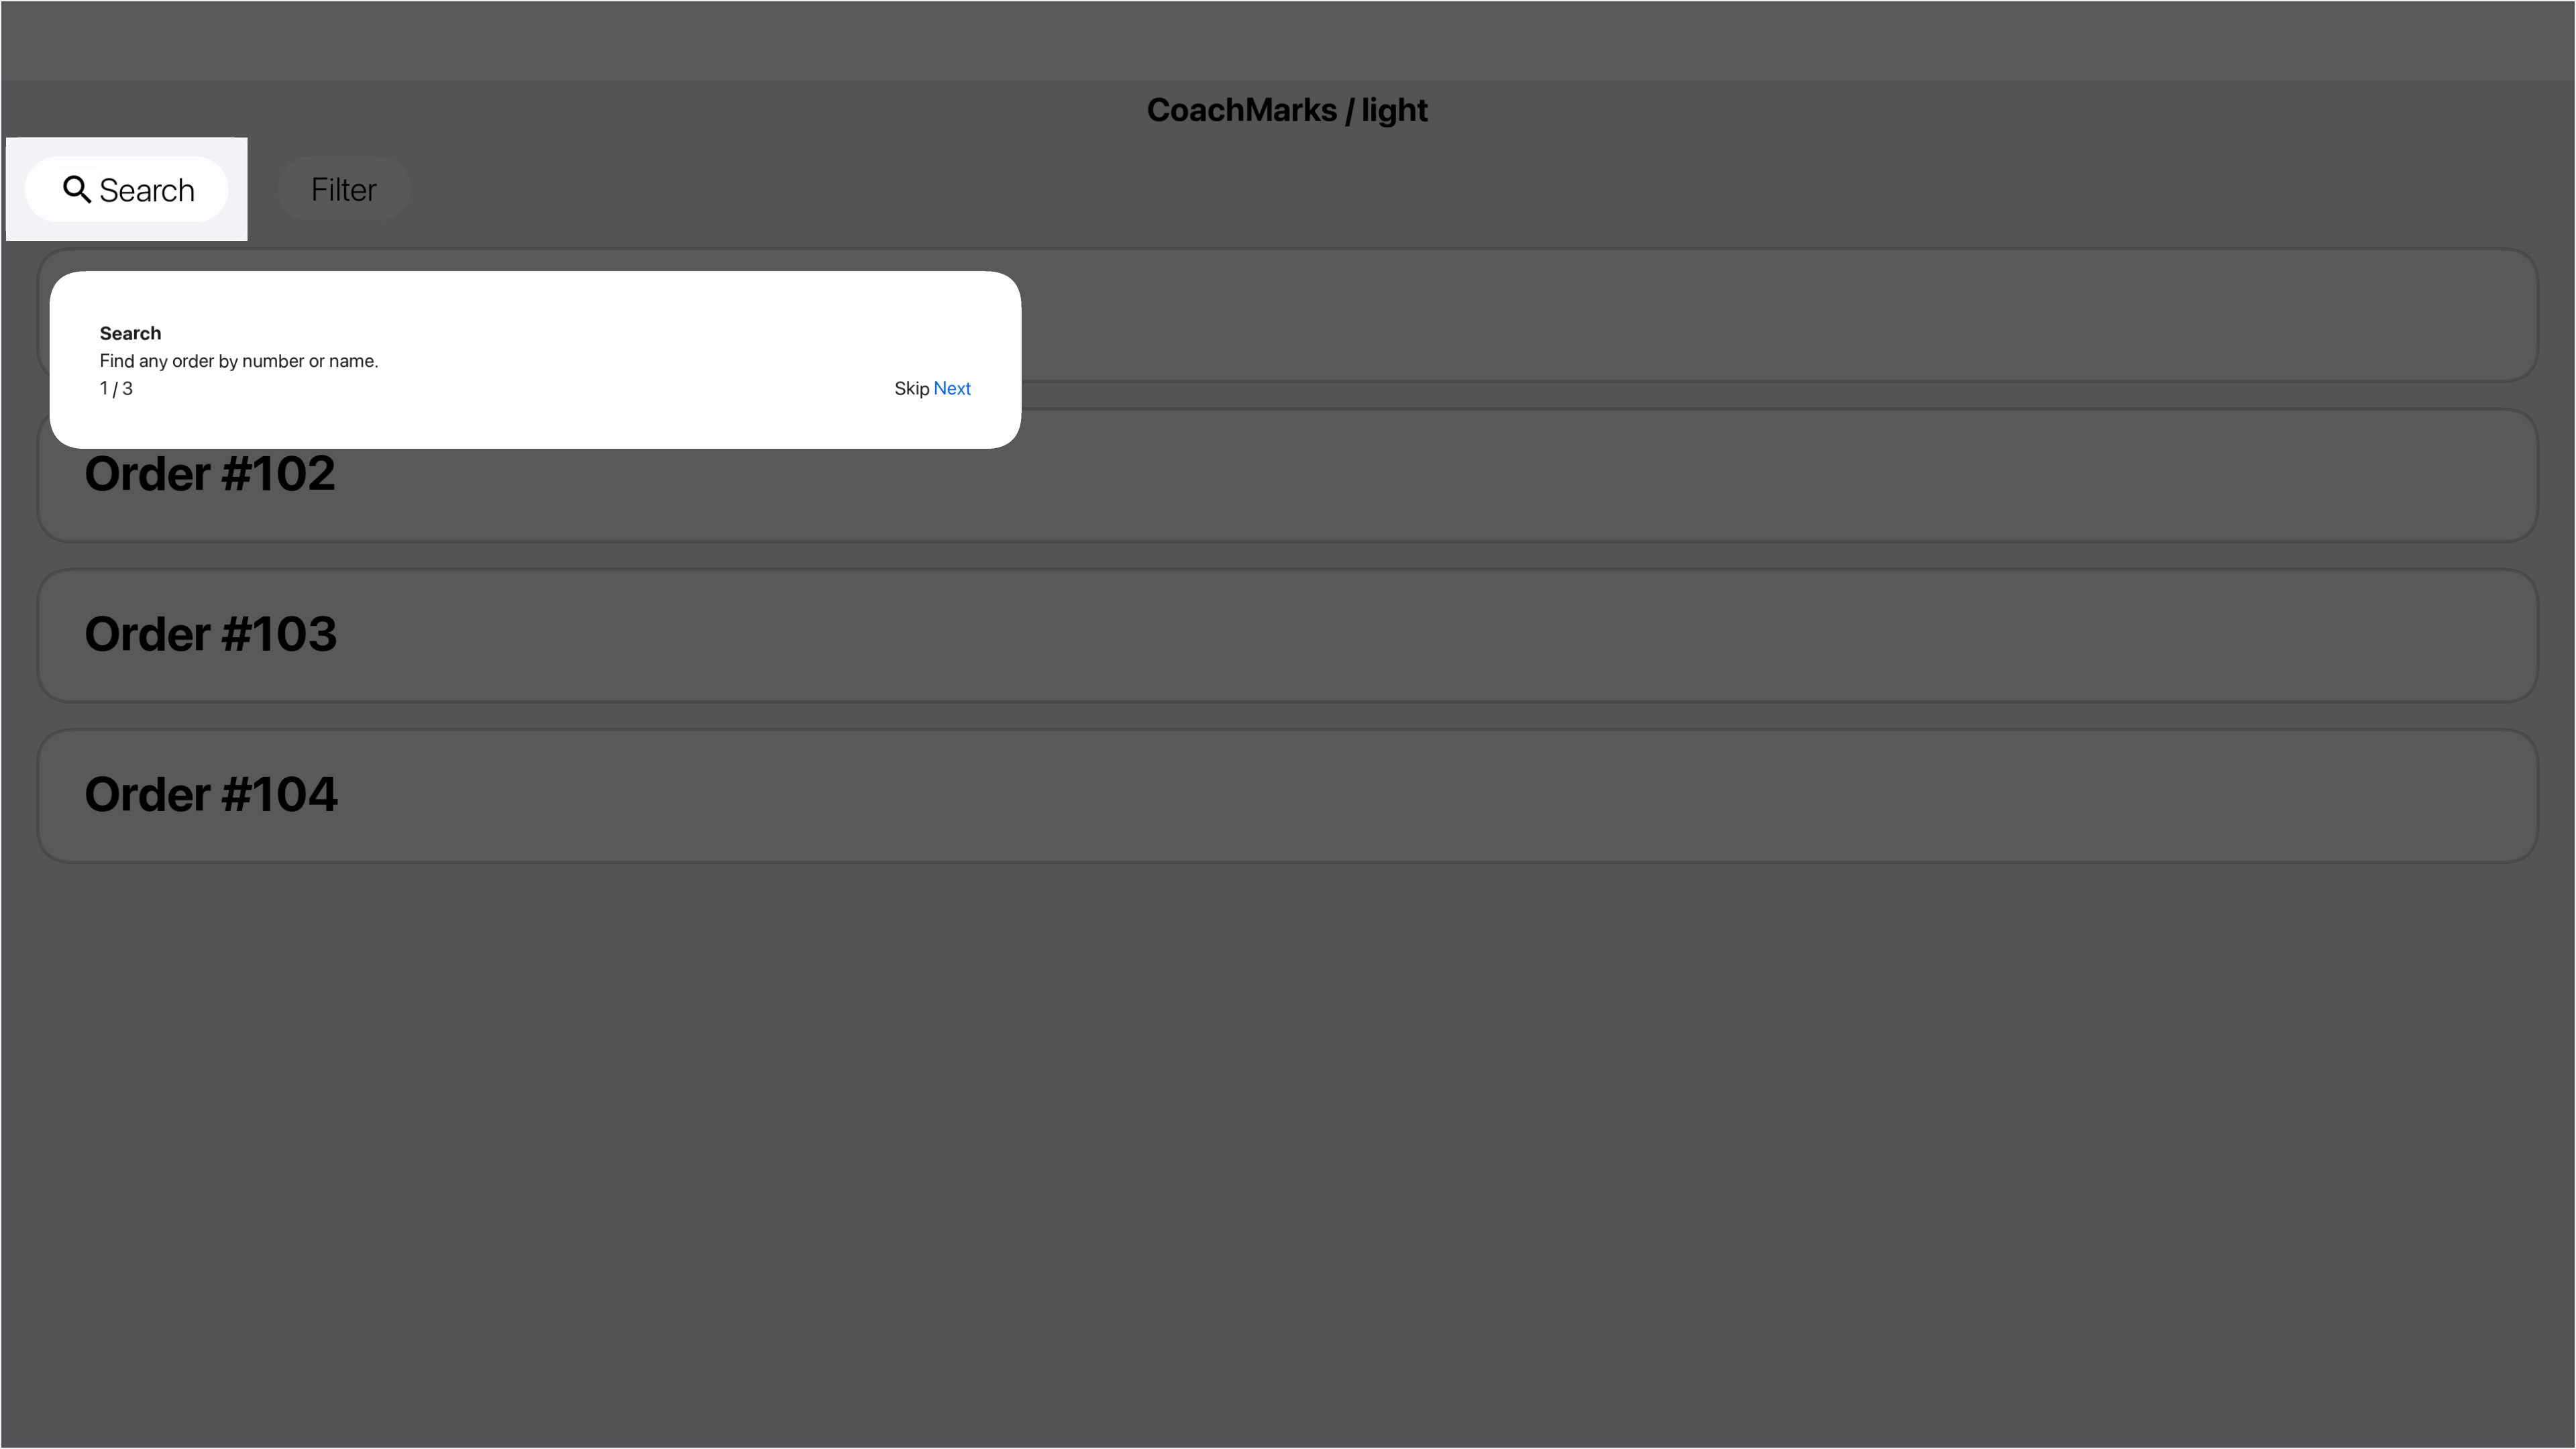 CoachMarks / light
Search
Filter
Search
Find any order by number or name.
1 / 3
Skip Next
Order #102
Order #103
Order #104